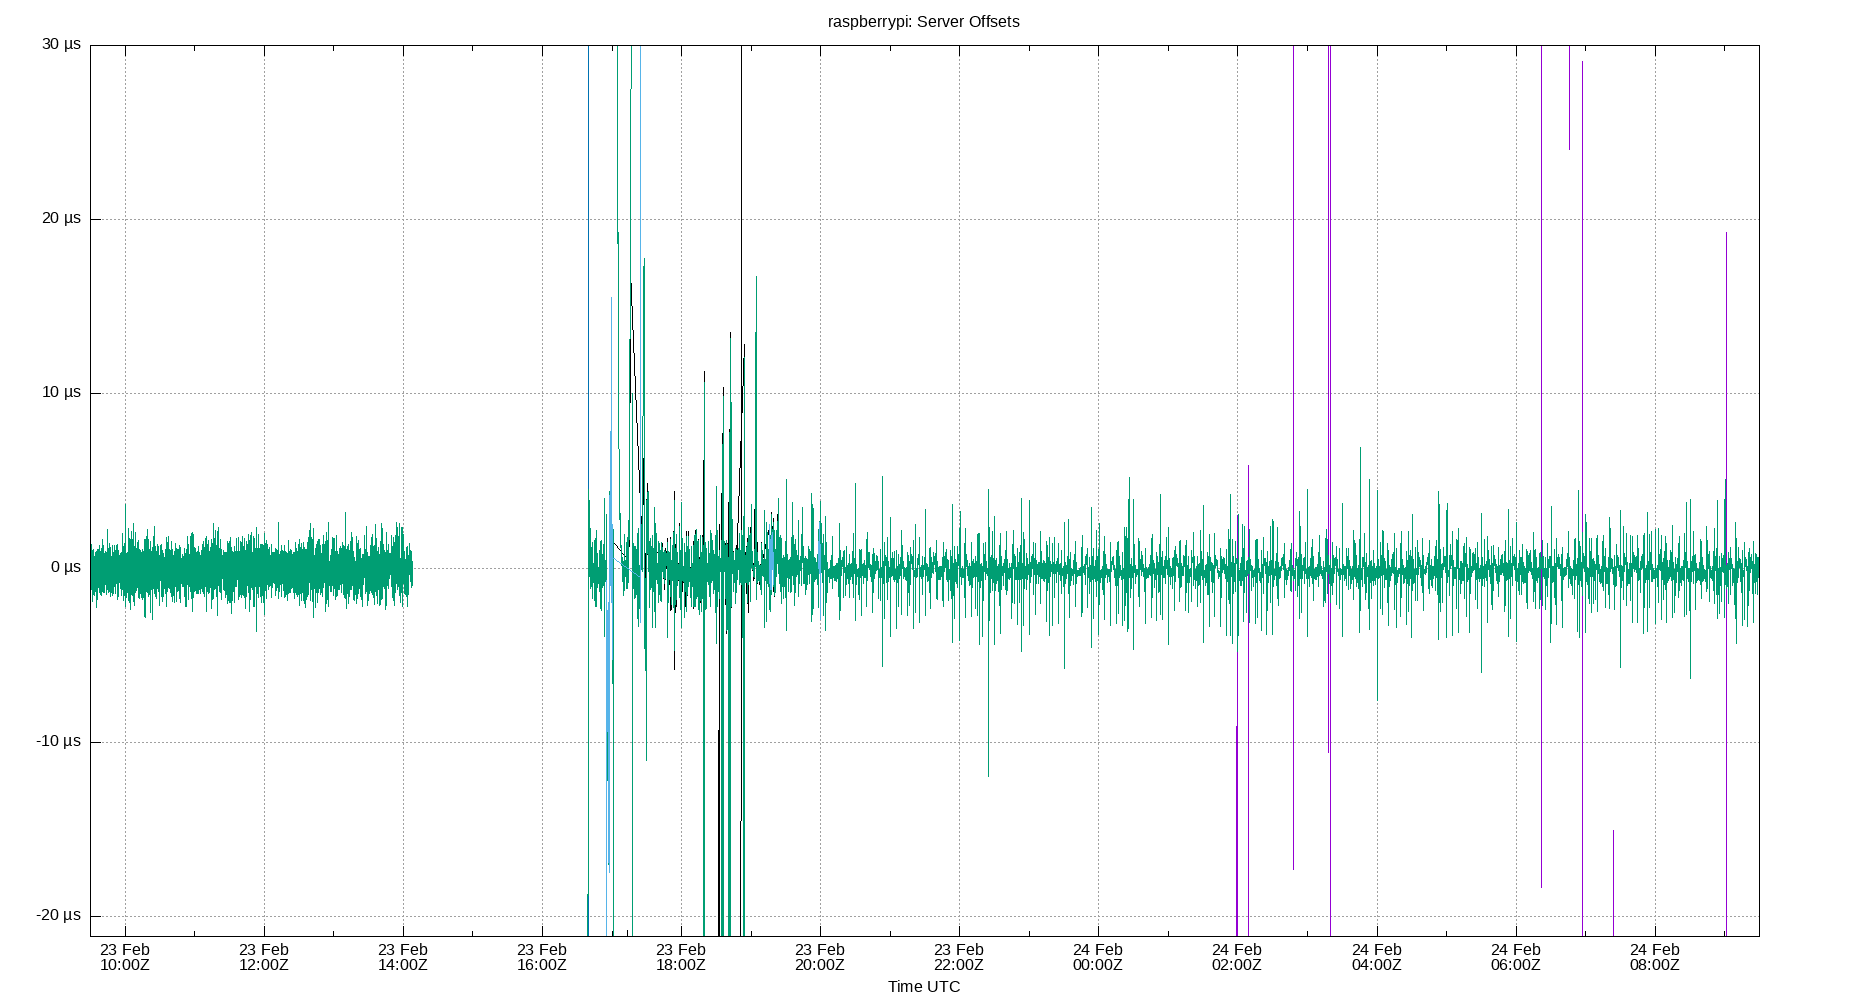 raspberrypi: Server Offsets
30 µs
20 µs
10 µs
0 µs
-10 µs
-20 µs
23 Feb 23 Feb 23 Feb 23 Feb 23 Feb 23 Feb 23 Feb 24 Feb 24 Feb 24 Feb 24 Feb 24 Feb
10:00Z 12:00Z 14:00Z 16:00Z 18:00Z 20:00Z 22:00Z 00:00Z 02:00Z 04:00Z 06:00Z 08:00Z
Time UTC